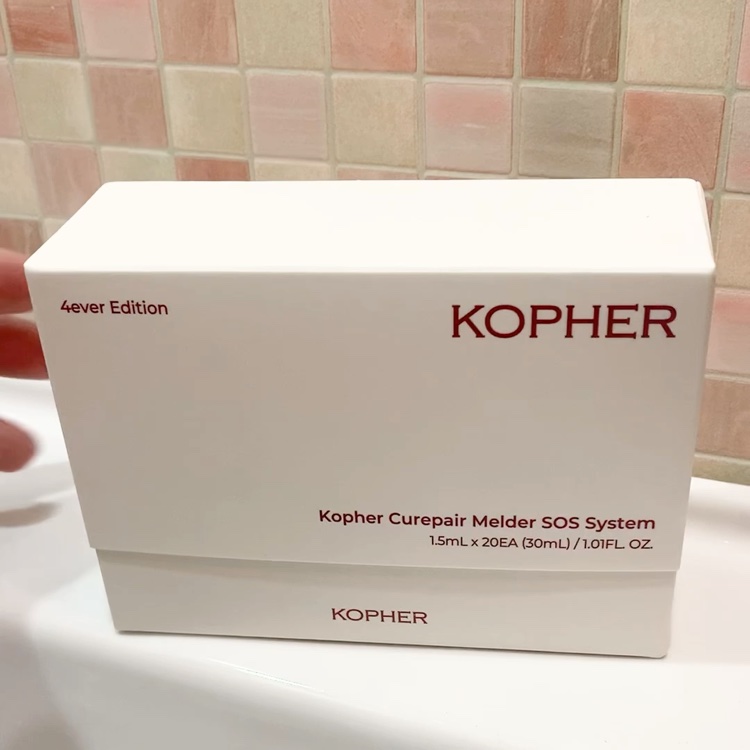 4ever Edition
KOPHER
Kopher Curepair Melder SOS System
1.5mL x 20EA (30mL) / 1.01FL. OZ.
KOPHER